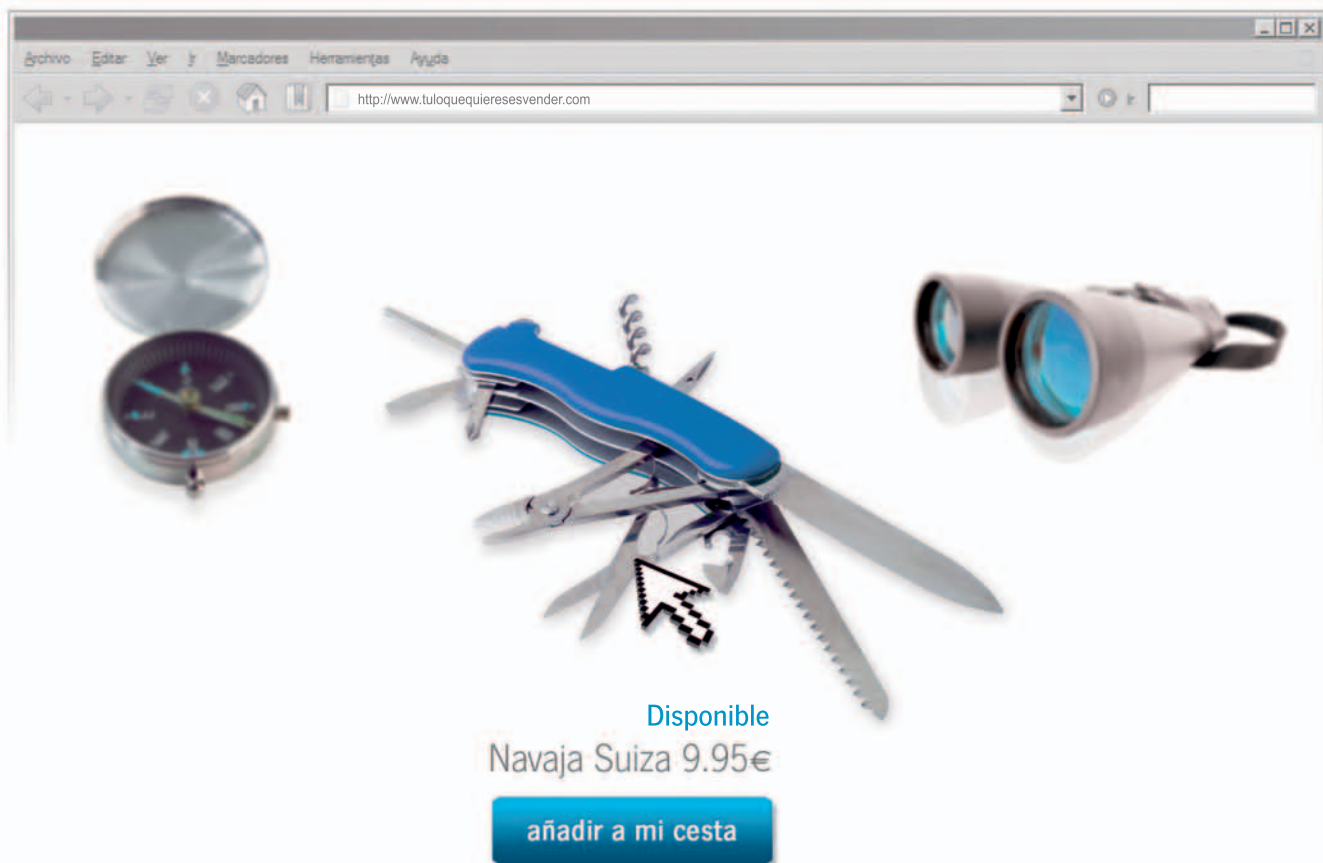 Archivo Editar Ver Ir Marcadores Herramientas Ayuda
http://www.tuloquequieresesvender.com
Ir
Disponible
Navaja Suiza 9.95€
añadir a mi cesta